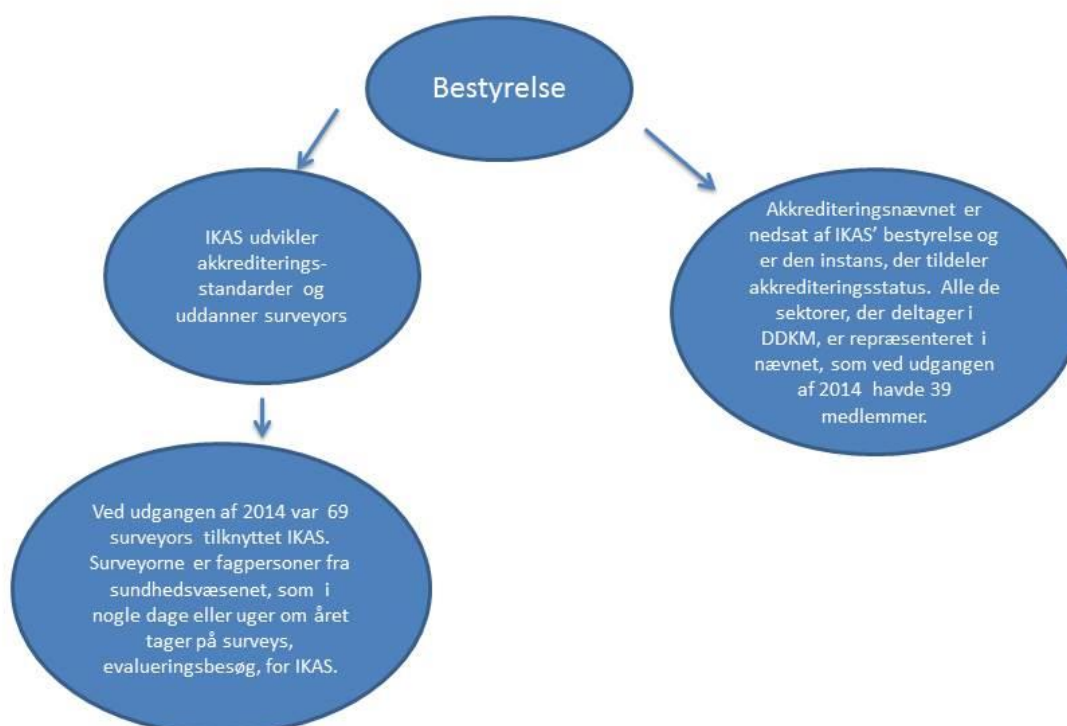 Bestyrelse
IKAS udvikler
akkrediterings-
standarder og
uddanner surveyors
Akkrediteringsnævnet er
nedsat af IKAS' bestyrelse og
er den instans, der tildeler
akkrediteringsstatus. Alle de
sektorer, der deltager i
DDKM, er repræsenteret i
nævnet, som ved udgangen
af 2014 havde 39
medlemmer.
Ved udgangen af 2014 var 69
surveyors tilknyttet IKAS.
Surveyorne er fagpersoner fra
sundhedsvæsenet, som i
nogle dage eller uger om året
tager på surveys,
evalueringsbesøg, for IKAS.